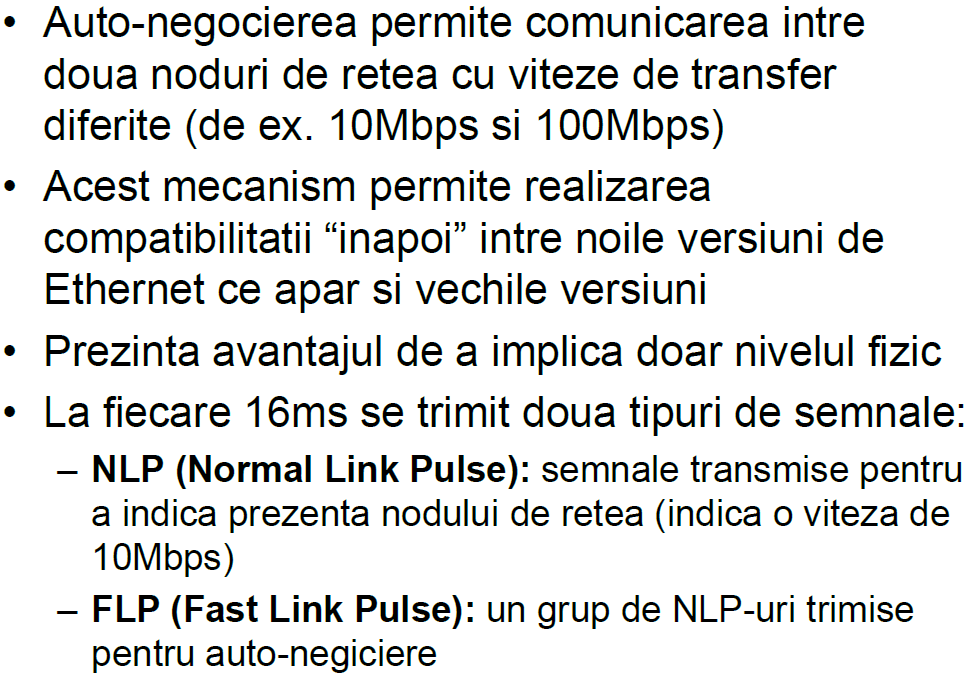 • Auto-negocierea permite comunicarea intre
doua noduri de retea cu viteze de transfer
diferite (de ex. 10Mbps si 100Mbps)
• Acest mecanism permite realizarea
compatibilitatii “inapoi” intre noile versiuni de
Ethernet ce apar si vechile versiuni
• Prezinta avantajul de a implica doar nivelul fizic
• La fiecare 16ms se trimit doua tipuri de semnale:
– NLP (Normal Link Pulse): semnale transmise pentru
a indica prezenta nodului de retea (indica o viteza de
10Mbps)
– FLP (Fast Link Pulse): un grup de NLP-uri trimise
pentru auto-negiciere